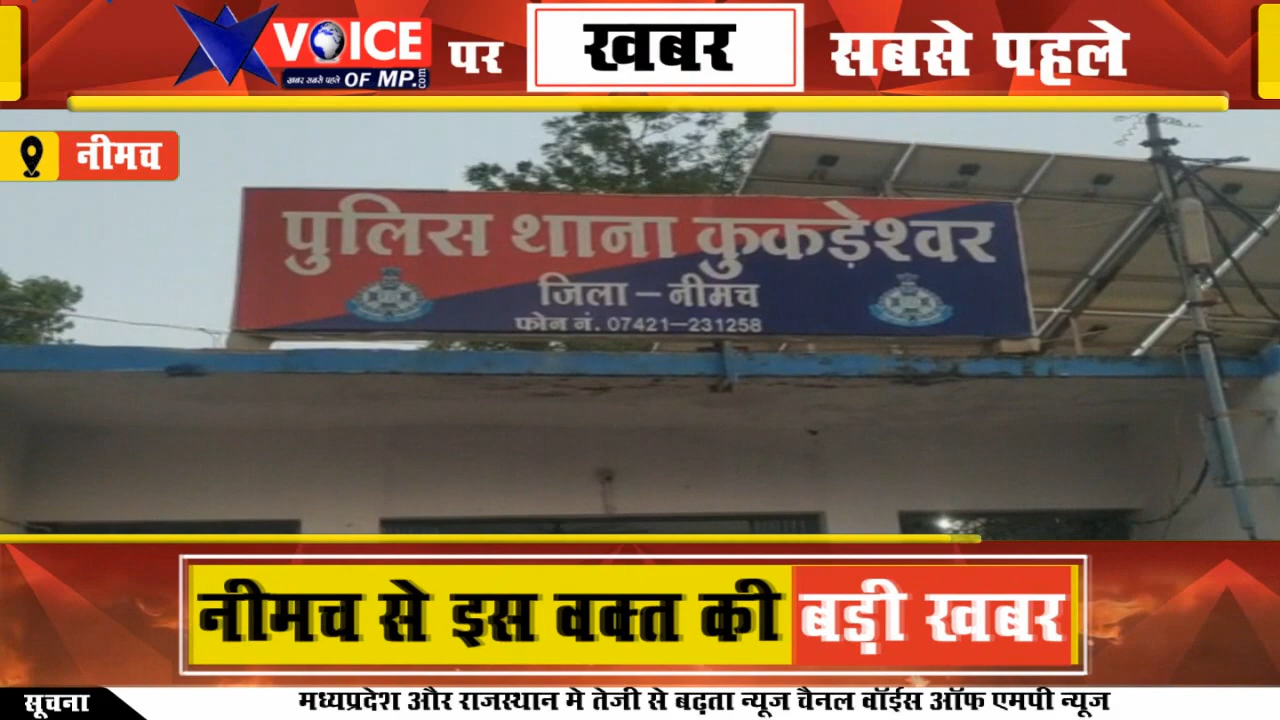 VOICE
खबर सबसे पहले OF MP.com
पर खबर सबसे पहले
नीमच
पुलिस थाना कुकड़ेश्वर
जिला – नीमच
फोन नं. 07421–231258
नीमच से इस वक्त की बड़ी खबर
सूचना
मध्यप्रदेश और राजस्थान मे तेजी से बढ़ता न्यूज चैनल वॉईस ऑफ एमपी न्यूज